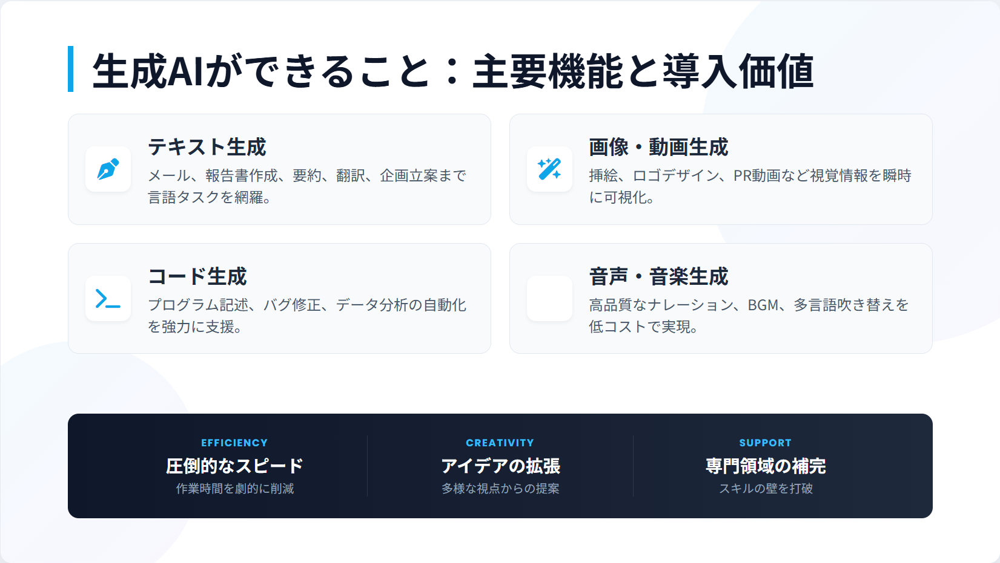 生成AIができること：主要機能と導入価値
テキスト生成
メール、報告書作成、要約、翻訳、企画立案まで
言語タスクを網羅。
画像・動画生成
挿絵、ロゴデザイン、PR動画など視覚情報を瞬時
に可視化。
コード生成
プログラム記述、バグ修正、データ分析の自動化
を強力に支援。
音声・音楽生成
高品質なナレーション、BGM、多言語吹き替えを
低コストで実現。
EFFICIENCY
圧倒的なスピード
作業時間を劇的に削減
CREATIVITY
アイデアの拡張
多様な視点からの提案
SUPPORT
専門領域の補完
スキルの壁を打破